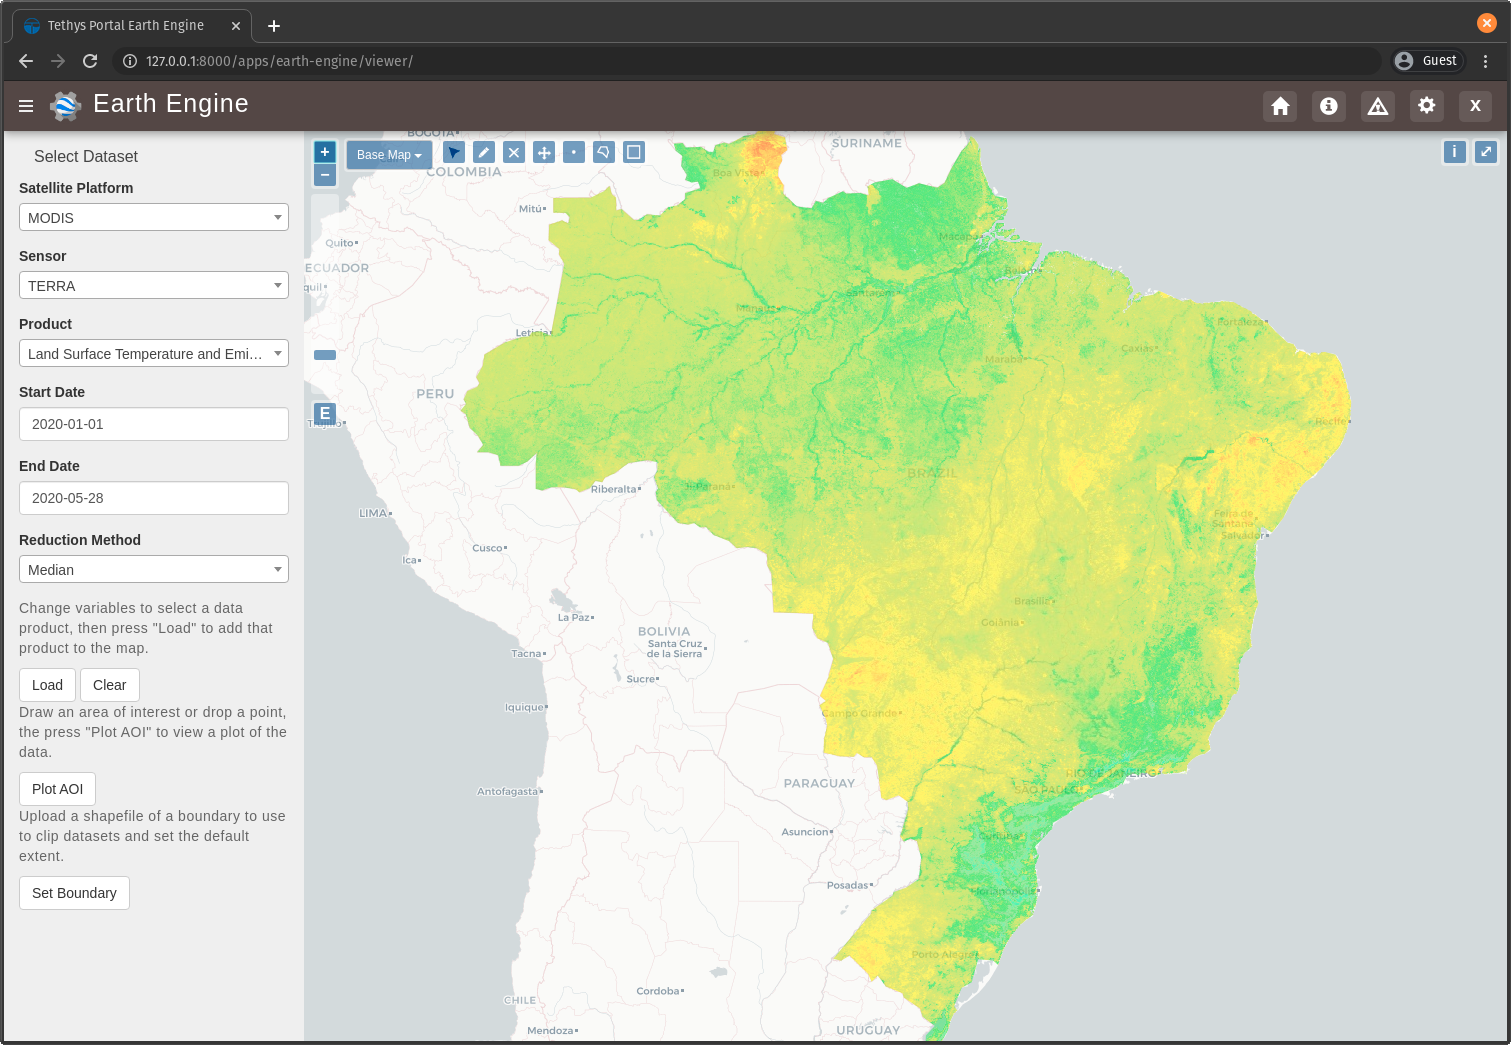 Tethys Portal Earth Engine
127.0.0.1:8000/apps/earth-engine/viewer/
Guest
Earth Engine
X
Select Dataset
Satellite Platform
MODIS
Sensor
TERRA
Product
Land Surface Temperature and Emi...
Start Date
2020-01-01
End Date
2020-05-28
Reduction Method
Median
Change variables to select a data
product, then press "Load" to add that
product to the map.
Load
Clear
Draw an area of interest or drop a point,
the press "Plot AOI" to view a plot of the
data.
Plot AOI
Upload a shapefile of a boundary to use
to clip datasets and set the default
extent.
Set Boundary
+
−
Base Map
i
E
BOGOTÁ
SURINAME
COLOMBIA
Boa Vista
Mitú
Quito
Macapá
ECUADOR
Belém
quil
Santarém
Manaus
Leticia
Fortaleza
Marabá
Caxias
PERU
Trujillo
Recife
BRAZIL
Ji-Paraná
Riberalta
LIMA
Feira de
Santana
Salvador
Cusco
Ica
Brasília
La Paz
Goiânia
BOLIVIA
Santa Cruz
de la Sierra
Tacna
Sucre
Iquique
Campo Grande
RIO DE JANEIRO
PARAGUAY
SÃO PAULO
Antofagasta
Asuncion
Curitiba
Posadas
Florianópolis
Porto Alegre
Cordoba
CHILE
Mendoza
URUGUAY